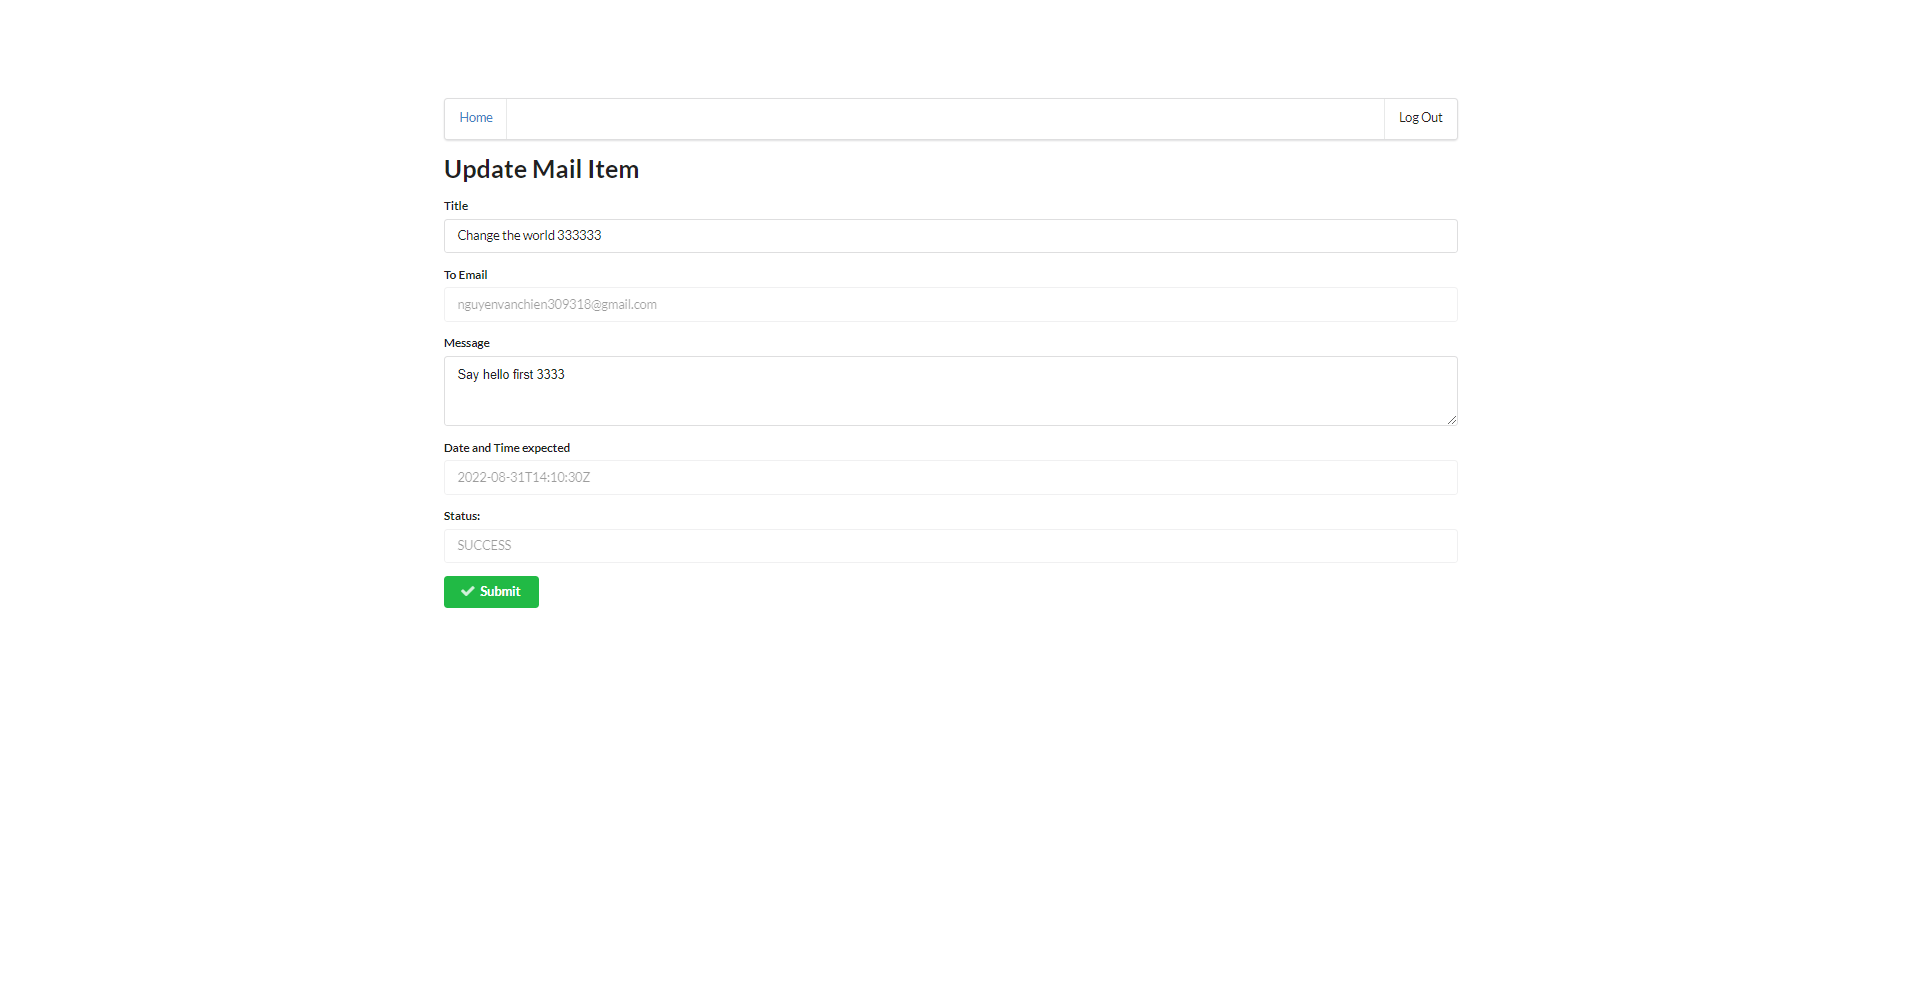 Home
Log Out
Update Mail Item
Title
Change the world 333333
To Email
nguyenvanchien309318@gmail.com
Message
Say hello first 3333
Date and Time expected
2022-08-31T14:10:30Z
Status:
SUCCESS
Submit